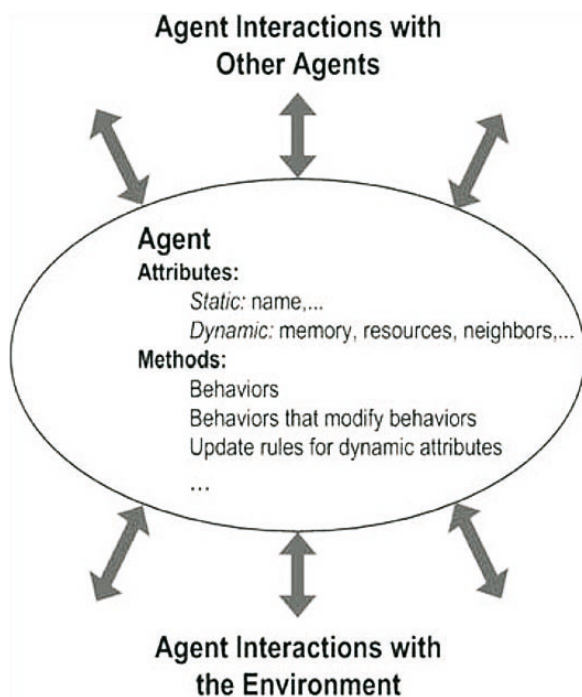 Agent Interactions with
Other Agents
Agent
Attributes:
Static: name,...
Dynamic: memory, resources, neighbors,...
Methods:
Behaviors
Behaviors that modify behaviors
Update rules for dynamic attributes
...
Agent Interactions with
the Environment